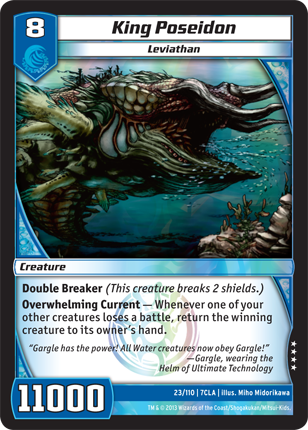 8
King Poseidon
Leviathan
Creature
Double Breaker (This creature breaks 2 shields.)
Overwhelming Current — Whenever one of your
other creatures loses a battle, return the winning
creature to its owner's hand.
"Gargle has the power! All Water creatures now obey Gargle!"
—Gargle, wearing the
Helm of Ultimate Technology
11000
23/110 | 7CLA | illus. Miho Midorikawa
TM & © 2013 Wizards of the Coast/Shogakukan/Mitsui-Kids.